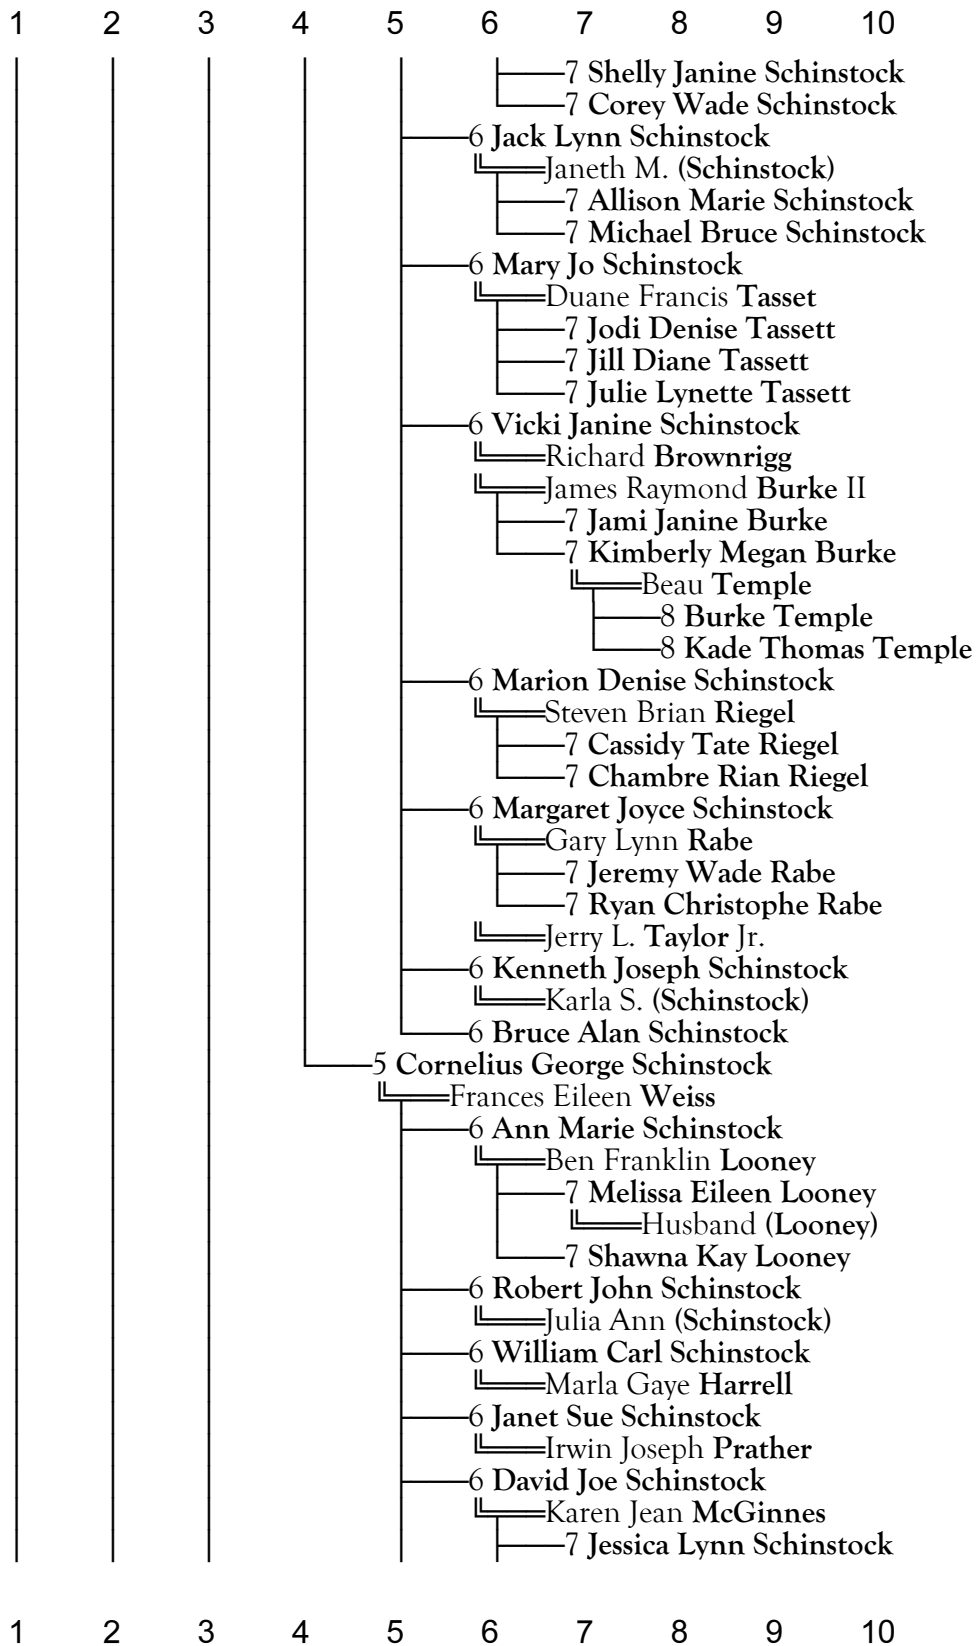 1 2 3 4 5 6 7 8 9 10
7 Shelly Janine Schinstock
7 Corey Wade Schinstock
6 Jack Lynn Schinstock
Janeth M. (Schinstock)
7 Allison Marie Schinstock
7 Michael Bruce Schinstock
6 Mary Jo Schinstock
Duane Francis Tasset
7 Jodi Denise Tassett
7 Jill Diane Tassett
7 Julie Lynette Tassett
6 Vicki Janine Schinstock
Richard Brownrigg
James Raymond Burke II
7 Jami Janine Burke
7 Kimberly Megan Burke
Beau Temple
8 Burke Temple
8 Kade Thomas Temple
6 Marion Denise Schinstock
Steven Brian Riegel
7 Cassidy Tate Riegel
7 Chambre Rian Riegel
6 Margaret Joyce Schinstock
Gary Lynn Rabe
7 Jeremy Wade Rabe
7 Ryan Christophe Rabe
Jerry L. Taylor Jr.
6 Kenneth Joseph Schinstock
Karla S. (Schinstock)
6 Bruce Alan Schinstock
5 Cornelius George Schinstock
Frances Eileen Weiss
6 Ann Marie Schinstock
Ben Franklin Looney
7 Melissa Eileen Looney
Husband (Looney)
7 Shawna Kay Looney
6 Robert John Schinstock
Julia Ann (Schinstock)
6 William Carl Schinstock
Marla Gaye Harrell
6 Janet Sue Schinstock
Irwin Joseph Prather
6 David Joe Schinstock
Karen Jean McGinnes
7 Jessica Lynn Schinstock
1 2 3 4 5 6 7 8 9 10